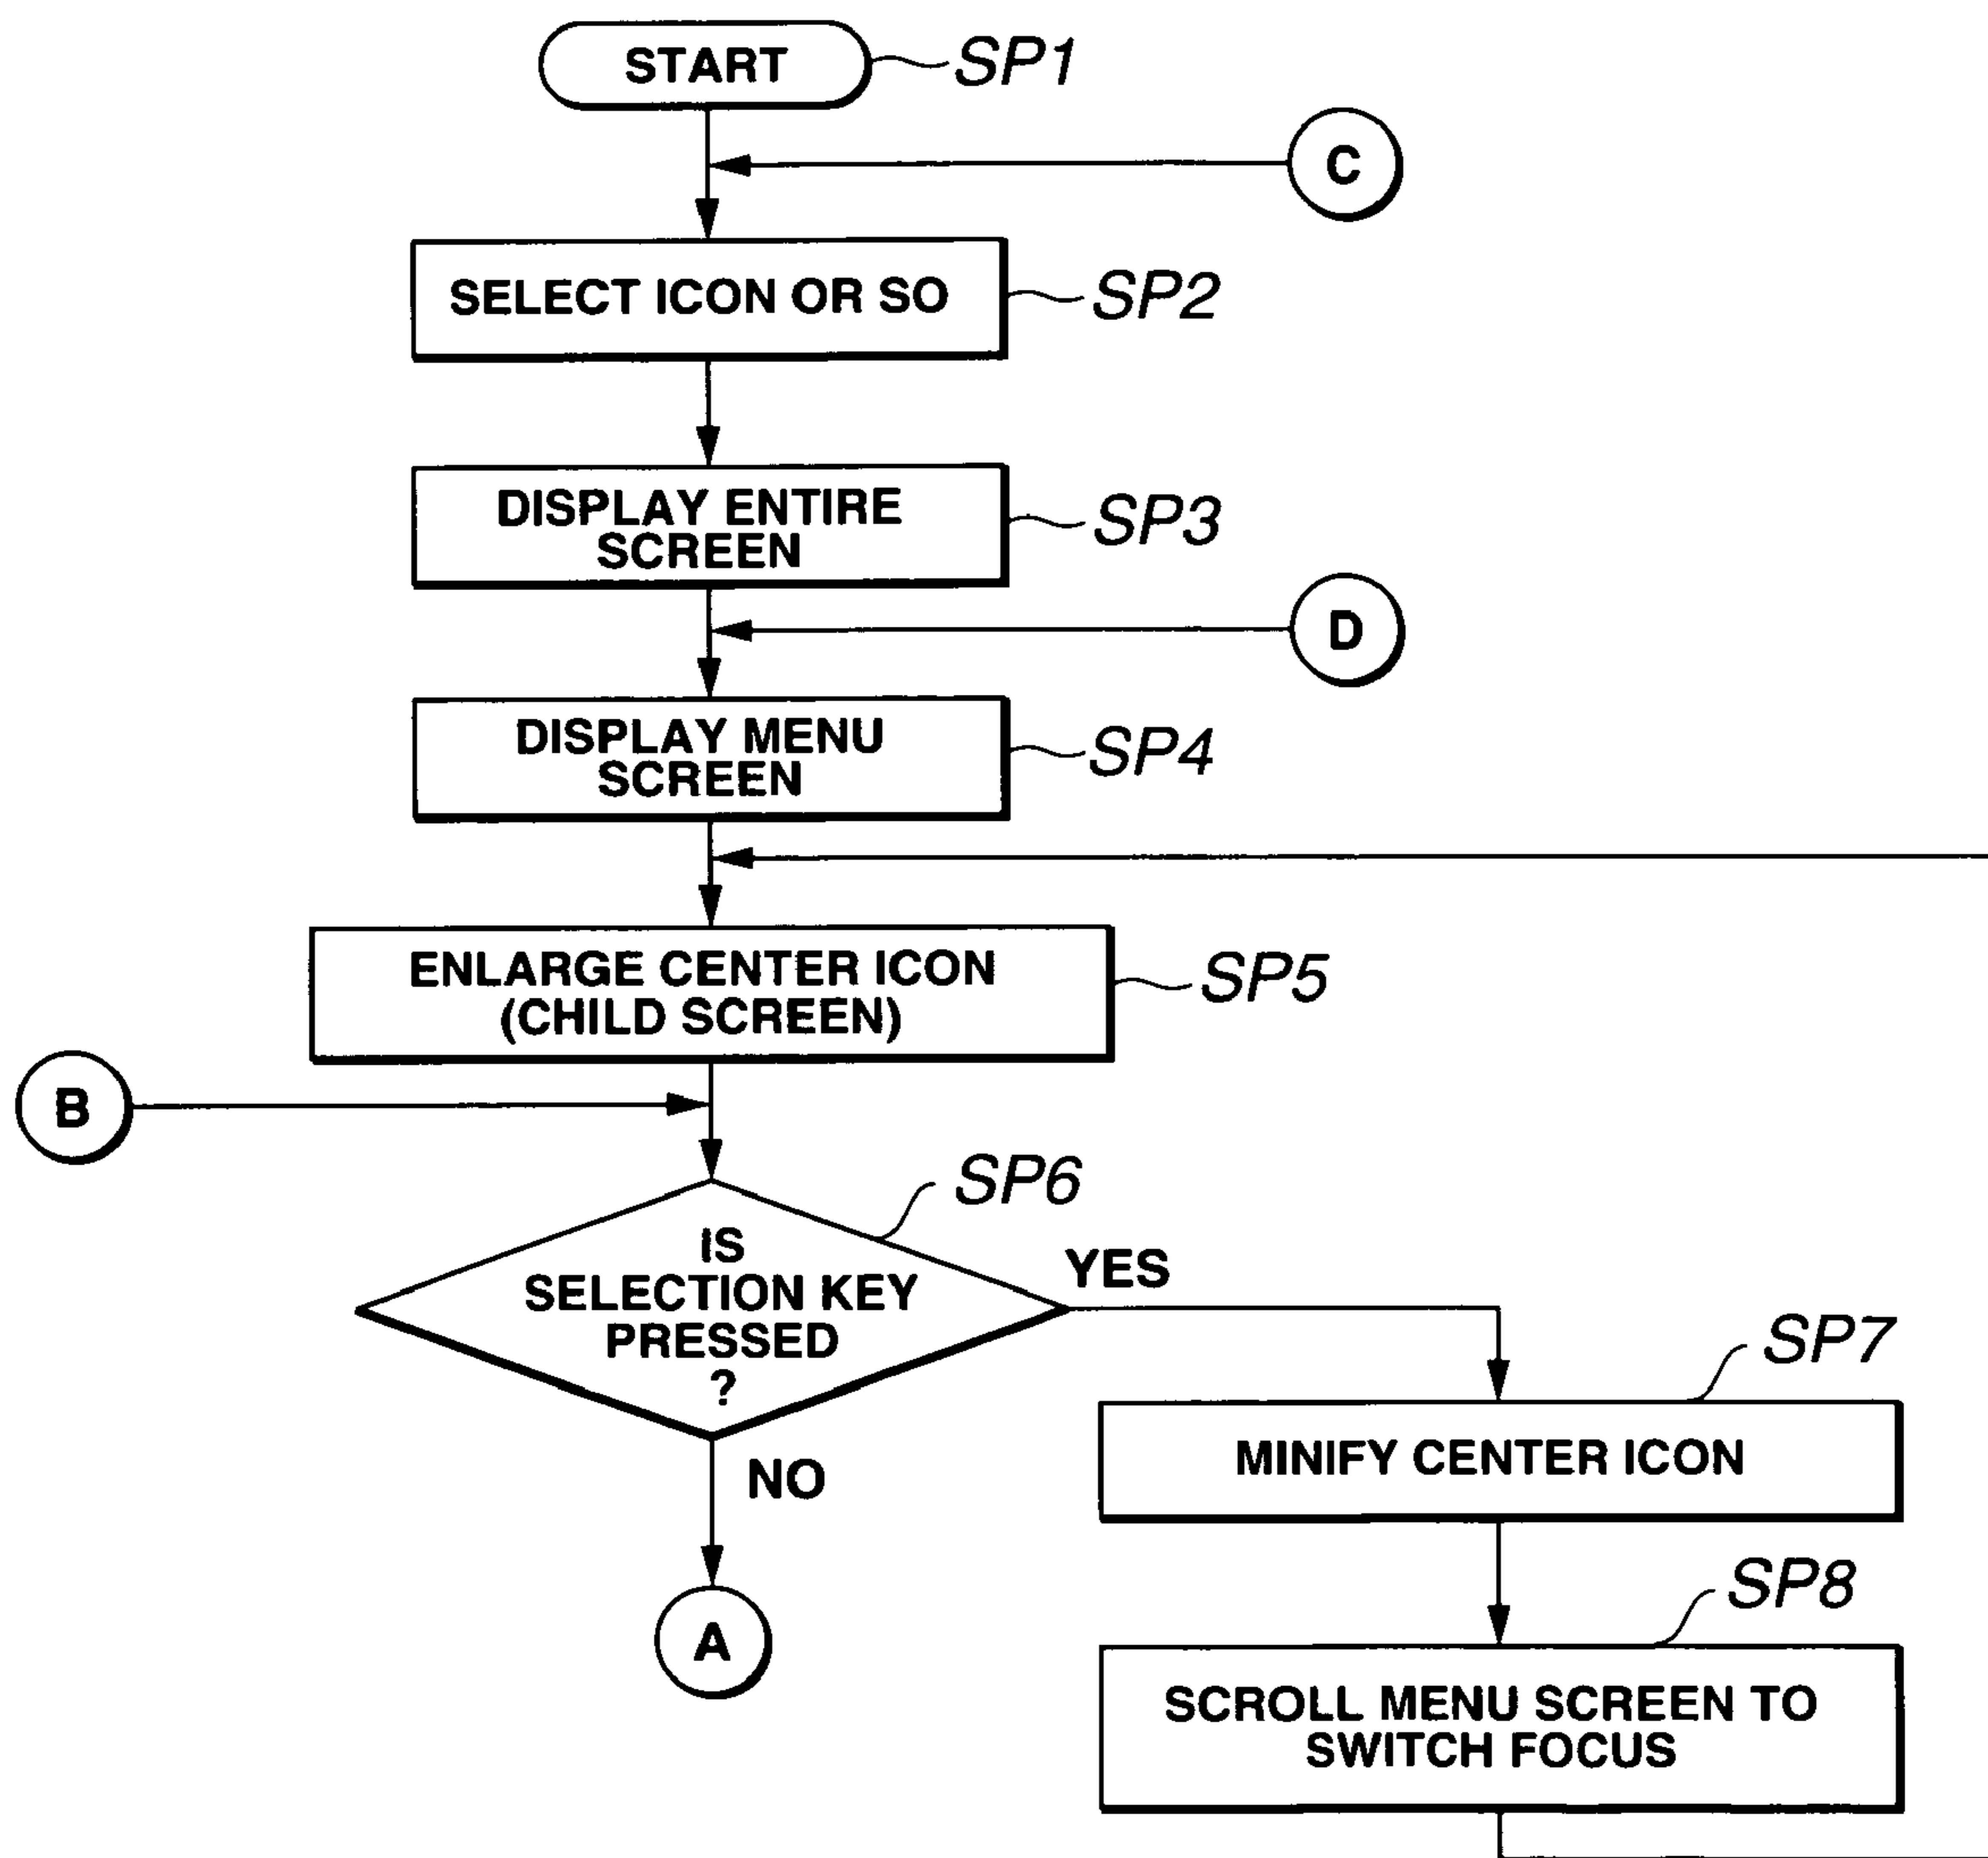 START
SP1
C
SELECT ICON OR SO
SP2
DISPLAY ENTIRE
SCREEN
SP3
D
DISPLAY MENU
SCREEN
SP4
ENLARGE CENTER ICON
(CHILD SCREEN)
SP5
B
SP6
IS
SELECTION KEY
PRESSED
?
YES
NO
A
SP7
MINIFY CENTER ICON
SP8
SCROLL MENU SCREEN TO
SWITCH FOCUS